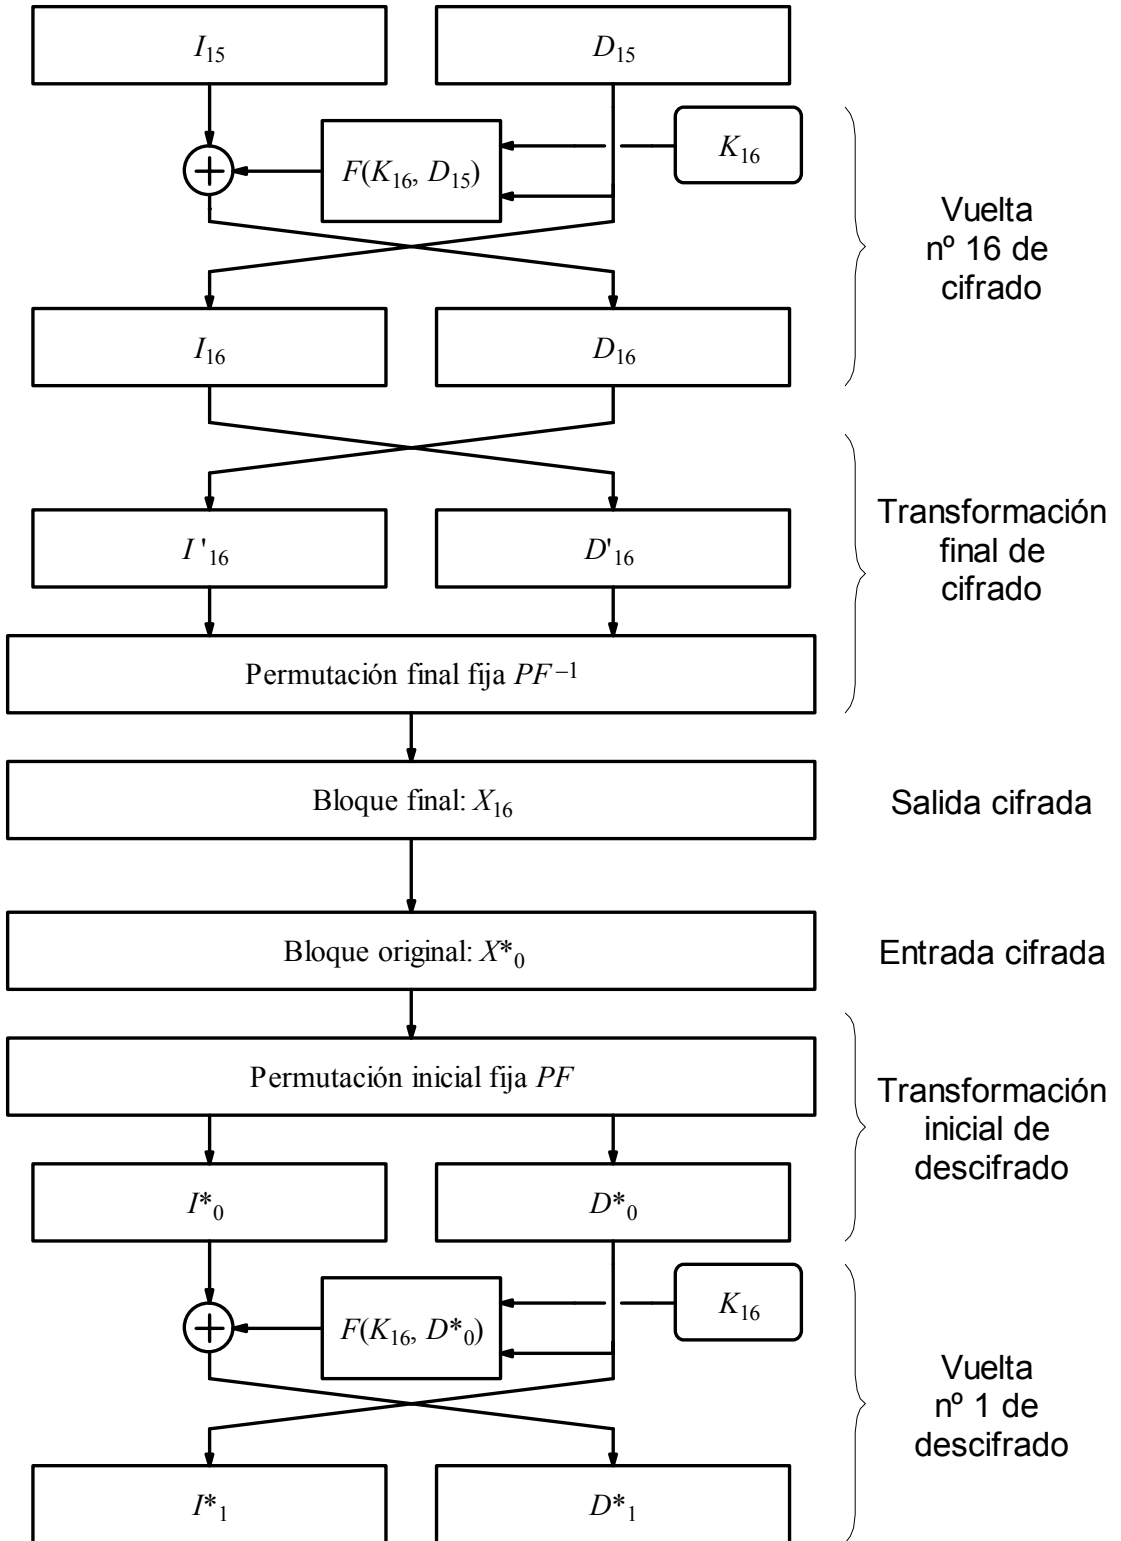 I15
D15
K16
F(K16, D15)
Vuelta
nº 16 de
cifrado
I16
D16
I'16
D'16
Transformación
final de
cifrado
Permutación final fija PF–1
Bloque final: X16
Salida cifrada
Bloque original: X*0
Entrada cifrada
Permutación inicial fija PF
Transformación
inicial de
descifrado
I*0
D*0
K16
F(K16, D*0)
Vuelta
nº 1 de
descifrado
I*1
D*1